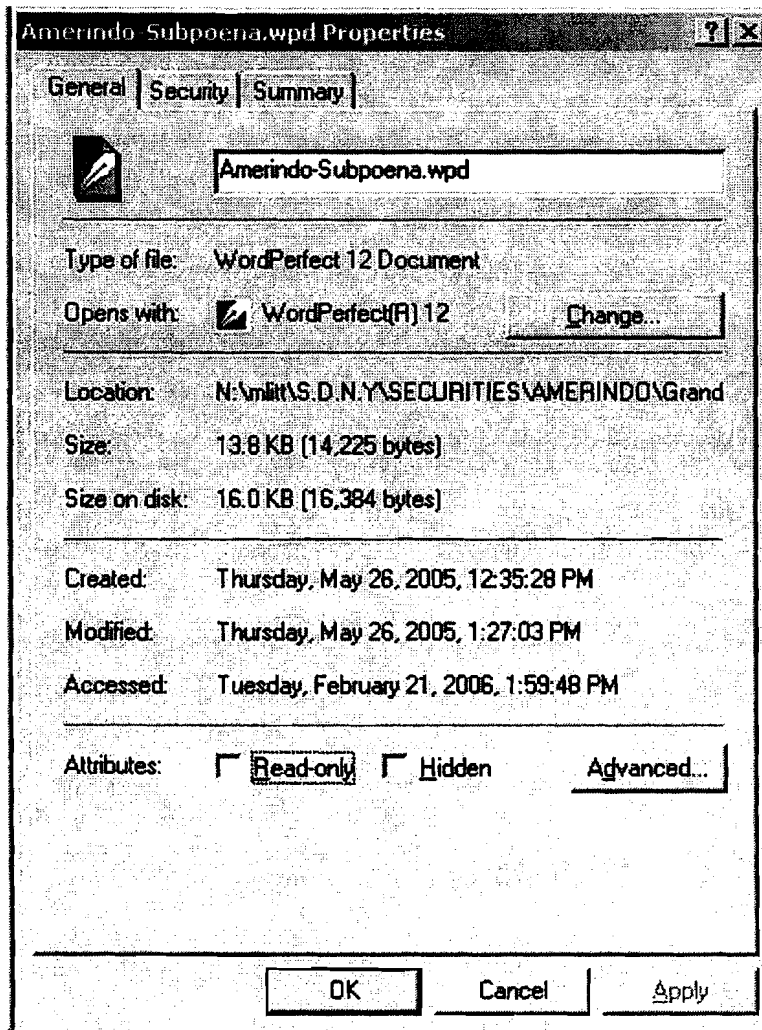 Amerindo-Subpoena.wpd Properties ? X
General Security Summary
Amerindo-Subpoena.wpd
Type of file: WordPerfect 12 Document
Opens with: WordPerfect(R) 12 Change...
Location: N:\mlitt\S.D.N.Y\SECURITIES\AMERINDO\Grand
Size: 13.8 KB (14,225 bytes)
Size on disk: 16.0 KB (16,384 bytes)
Created: Thursday, May 26, 2005, 12:35:28 PM
Modified: Thursday, May 26, 2005, 1:27:03 PM
Accessed: Tuesday, February 21, 2006, 1:59:48 PM
Attributes: Read-only Hidden Advanced...
OK Cancel Apply